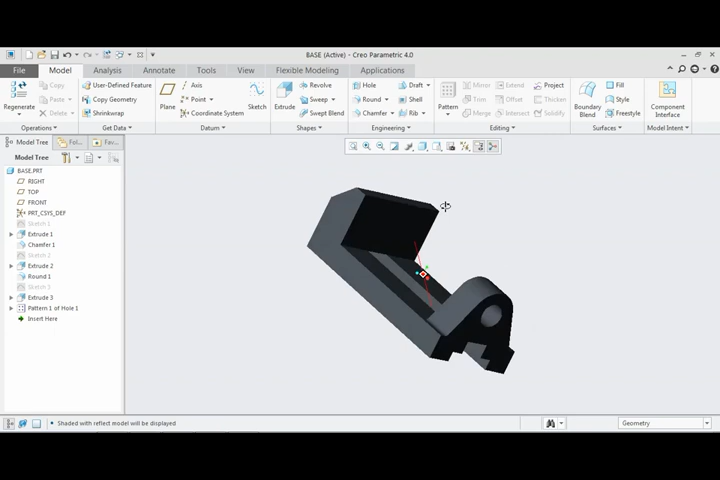 BASE (Active) - Creo Parametric 4.0
File Model Analysis Annotate Tools View Flexible Modeling Applications
Regenerate
Copy
Paste
Delete
Operations
User-Defined Feature
Copy Geometry
Shrinkwrap
Get Data
Plane
Axis
Point
Coordinate System
Sketch
Datum
Extrude
Revolve
Sweep
Swept Blend
Shapes
Hole
Round
Chamfer
Draft
Shell
Rib
Engineering
Pattern
Mirror
Trim
Merge
Extend
Offset
Intersect
Project
Thicken
Editing
Boundary
Blend
Fill
Style
Freestyle
Surfaces
Component
Interface
Model Intent
Model Tree
Fol...
Fav...
Model Tree
BASE.PRT
RIGHT
TOP
FRONT
PRT_CSYS_DEF
Sketch 1
Extrude 1
Chamfer 1
Sketch 2
Extrude 2
Round 1
Sketch 3
Extrude 3
Pattern 1 of Hole 1
Insert Here
Shaded with reflect model will be displayed
Geometry